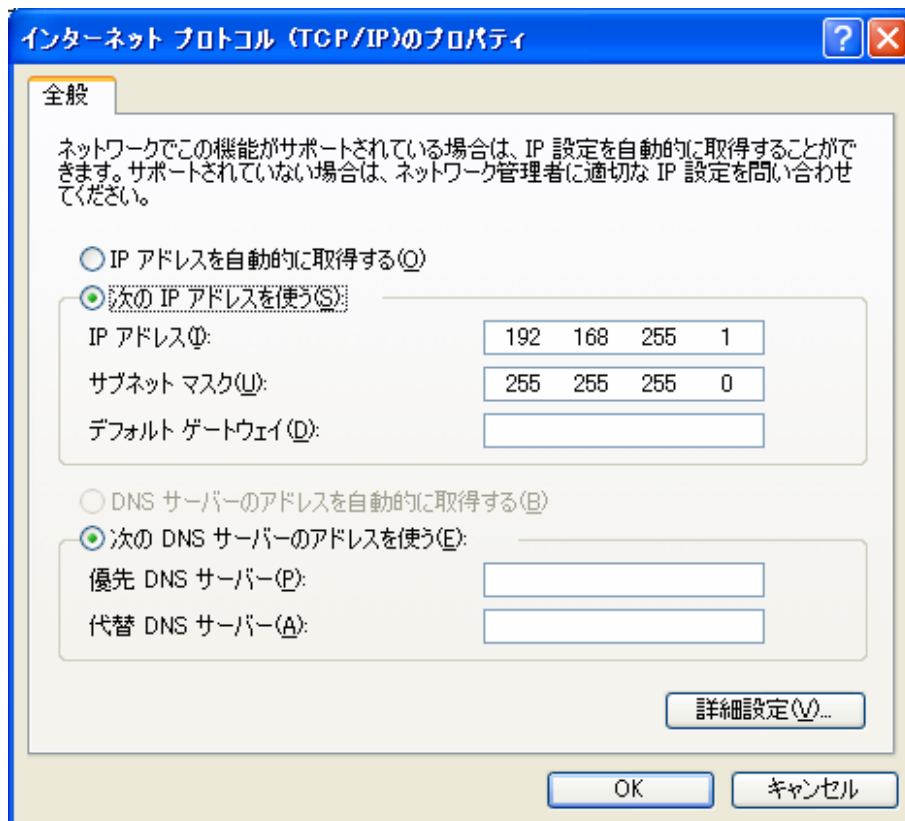 インターネット プロトコル (TCP/IP)のプロパティ
全般
ネットワークでこの機能がサポートされている場合は、IP 設定を自動的に取得することがで
きます。サポートされていない場合は、ネットワーク管理者に適切な IP 設定を問い合わせ
てください。
IP アドレスを自動的に取得する(O)
次の IP アドレスを使う(S):
IP アドレス(I): 192 168 255 1
サブネット マスク(U): 255 255 255 0
デフォルト ゲートウェイ(D):
DNS サーバーのアドレスを自動的に取得する(B)
次の DNS サーバーのアドレスを使う(E):
優先 DNS サーバー(P):
代替 DNS サーバー(A):
詳細設定(V)...
OK キャンセル